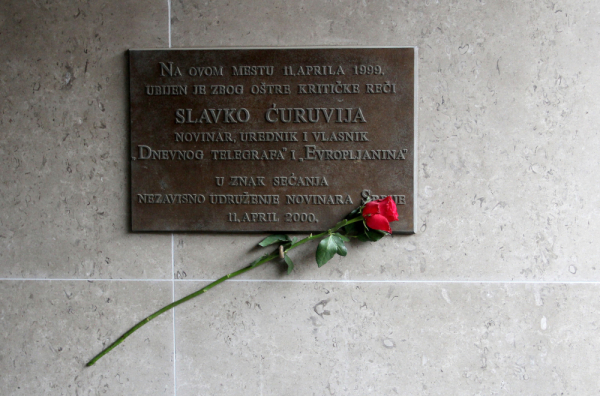 NA OVOM MESTU 11. APRILA 1999.
UBIJEN JE ZBOG OŠTRE KRITIČKE REČI
SLAVKO ĆURUVIJA
NOVINAR, UREDNIK I VLASNIK
„DNEVNOG TELEGRAFA" I „EVROPLJANINA"
U ZNAK SEĆANJA
NEZAVISNO UDRUŽENJE NOVINARA SRBIJE
11. APRIL 2000.